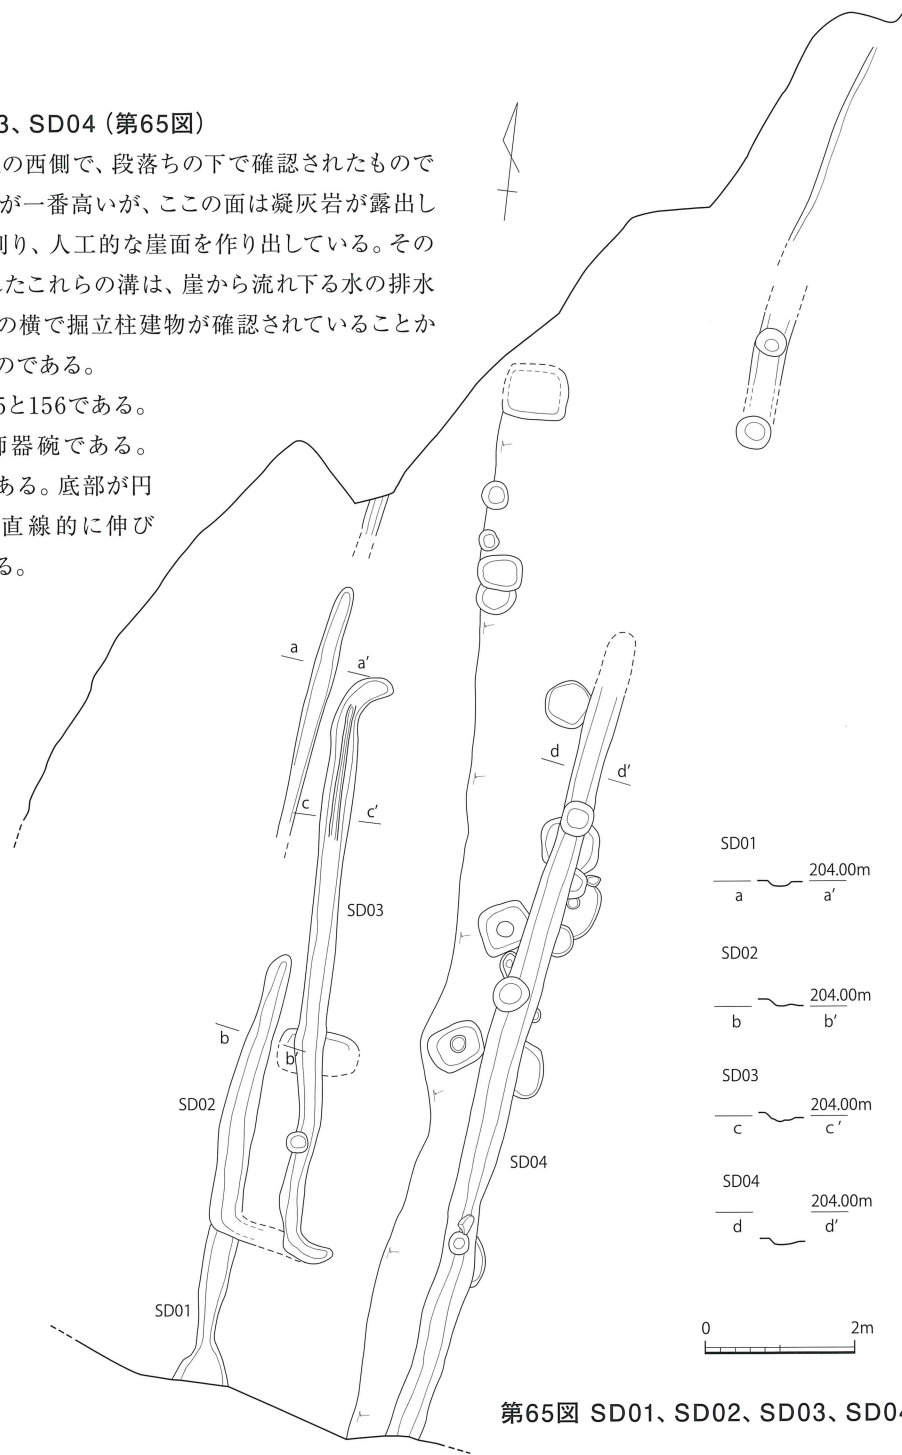 3、SD04（第65図）
の西側で、段落ちの下で確認されたもので
が一番高いが、ここの面は凝灰岩が露出し
削り、人工的な崖面を作り出している。その
たこれらの溝は、崖から流れ下る水の排水
の横で掘立柱建物が確認されていることか
のである。
5と156である。
師器碗である。
ある。底部が円
直線的に伸び
る。
a
a′
d
d′
c
c′
SD03
b
b′
SD02
SD04
SD01
SD01
204.00m
a
a′
SD02
204.00m
b
b′
SD03
204.00m
c
c′
SD04
204.00m
d
d′
0
2m
第65図 SD01、SD02、SD03、SD04